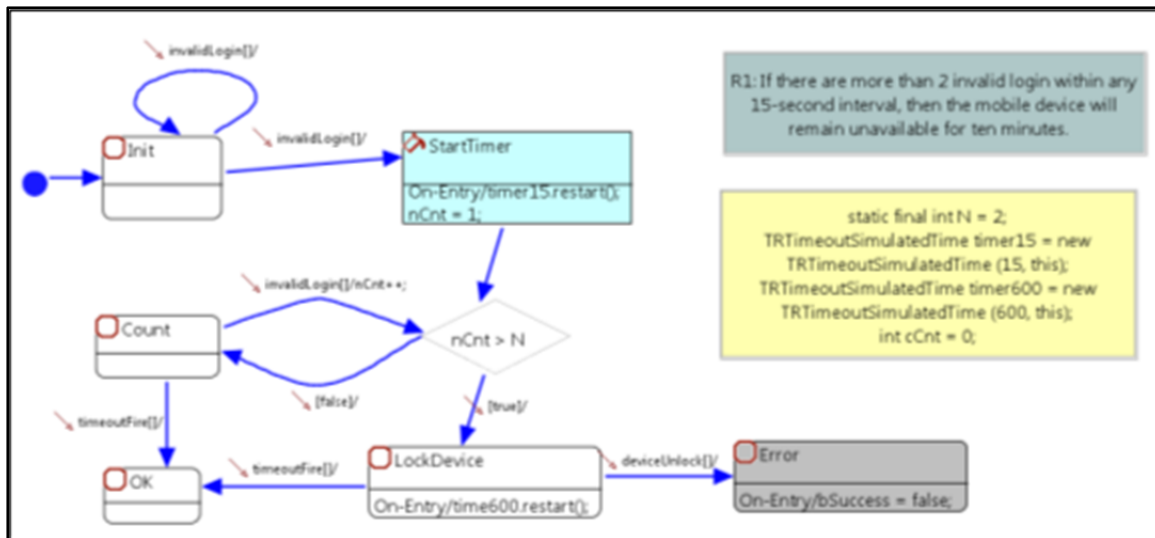 invalidLogin[]/
invalidLogin[]/
Init
StartTimer
On-Entry/timer15.restart();
nCnt = 1;
R1: If there are more than 2 invalid login within any
15-second interval, then the mobile device will
remain unavailable for ten minutes.
static final int N = 2;
TRTimeoutSimulatedTime timer15 = new
TRTimeoutSimulatedTime (15, this);
TRTimeoutSimulatedTime timer600 = new
TRTimeoutSimulatedTime (600, this);
int cCnt = 0;
invalidLogin[]/nCnt++;
Count
nCnt > N
[false]/
[true]/
timeoutFire[]/
OK
timeoutFire[]/
LockDevice
On-Entry/time600.restart();
deviceUnlock[]/
Error
On-Entry/bSuccess = false;